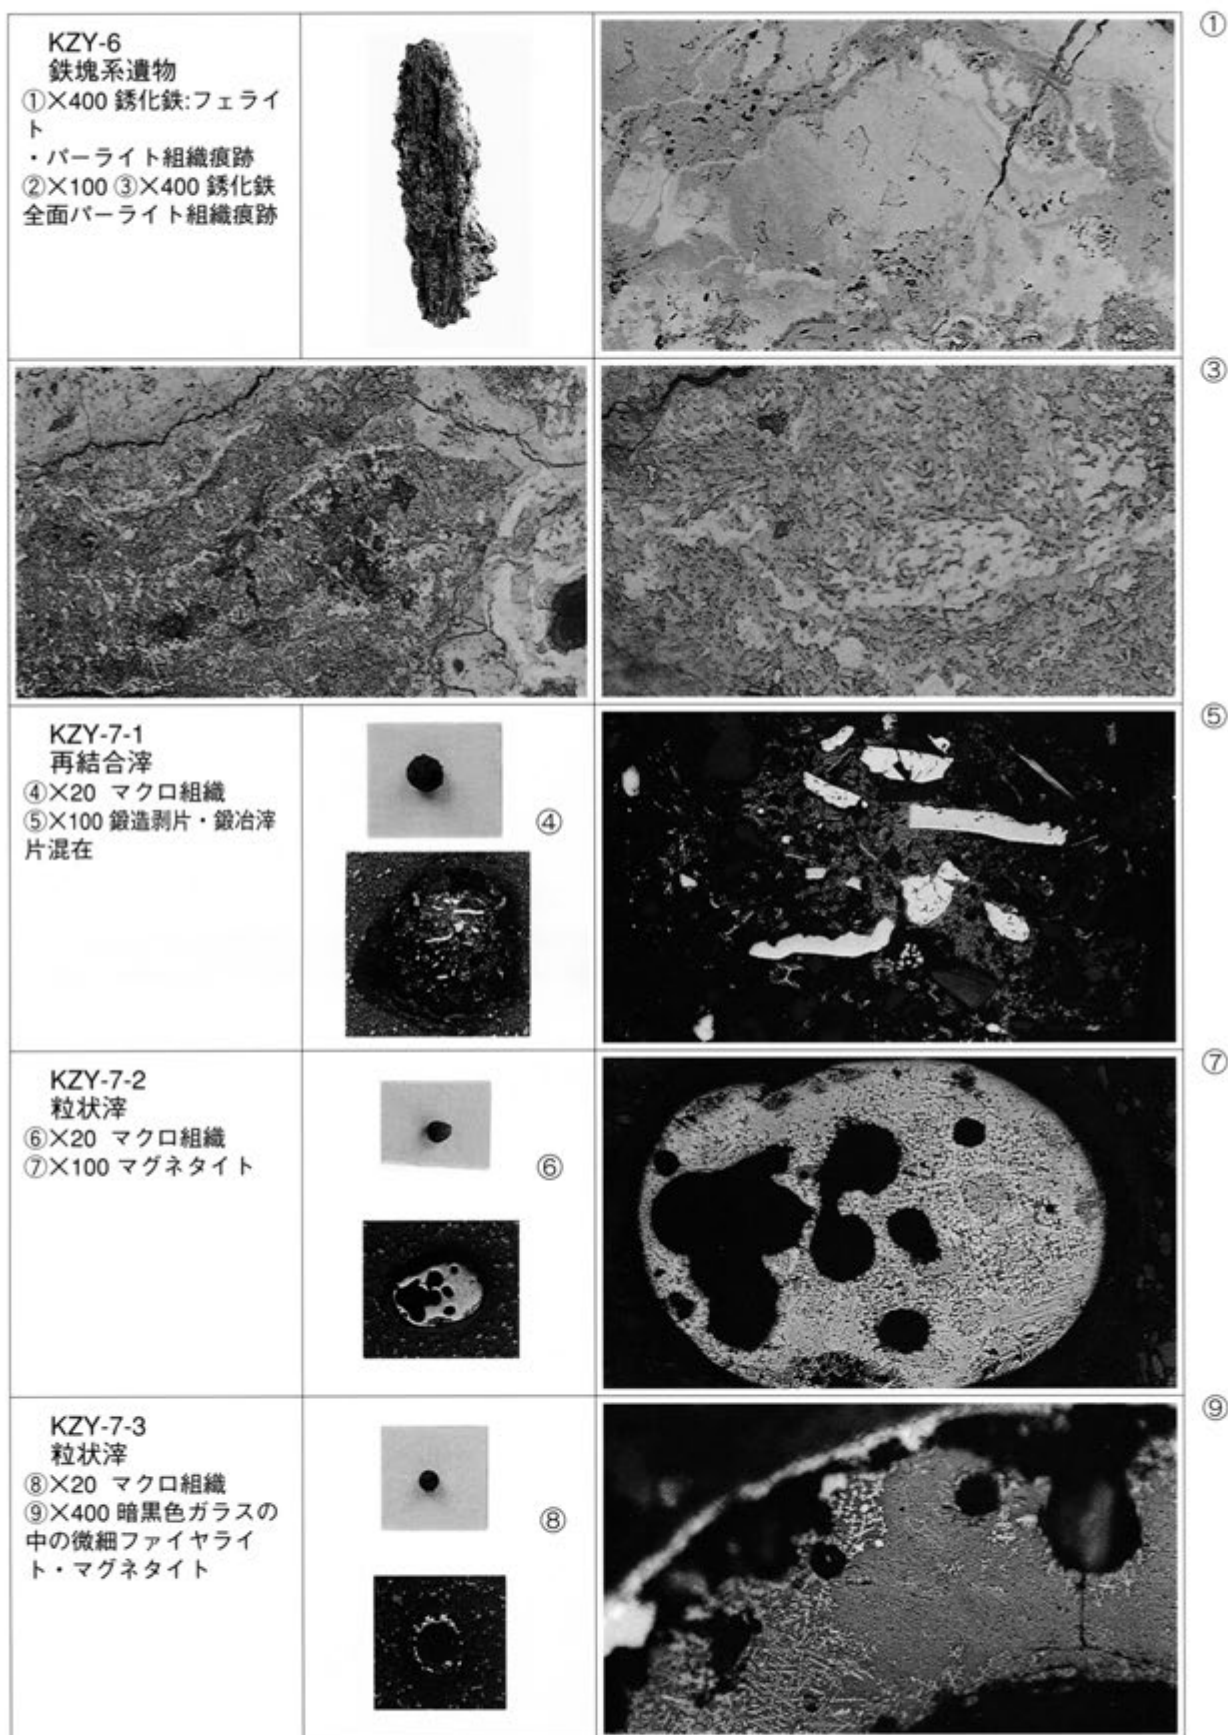 KZY-6
鉄塊系遺物
①×400 錆化鉄:フェライ
ト
・パーライト組織痕跡
②×100 ③×400 錆化鉄
全面パーライト組織痕跡
①
③
KZY-7-1
再結合滓
④×20 マクロ組織
⑤×100 鍛造剥片・鍛冶滓
片混在
④
⑤
KZY-7-2
粒状滓
⑥×20 マクロ組織
⑦×100 マグネタイト
⑥
⑦
KZY-7-3
粒状滓
⑧×20 マクロ組織
⑨×400 暗黒色ガラスの
中の微細ファイヤライ
ト・マグネタイト
⑧
⑨